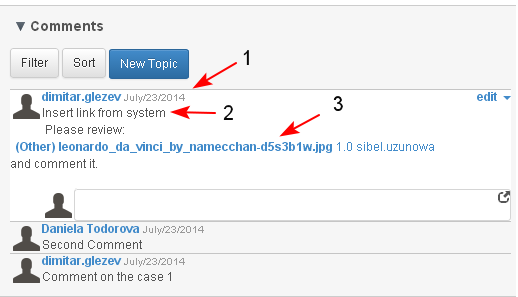 ▼ Comments
Filter Sort New Topic
1
dimitar.glezev July/23/2014 edit
Insert link from system 2
Please review: 3
(Other) leonardo_da_vinci_by_namecchan-d5s3b1w.jpg 1.0 sibel.uzunowa
and comment it.
Daniela Todorova July/23/2014
Second Comment
dimitar.glezev July/23/2014
Comment on the case 1